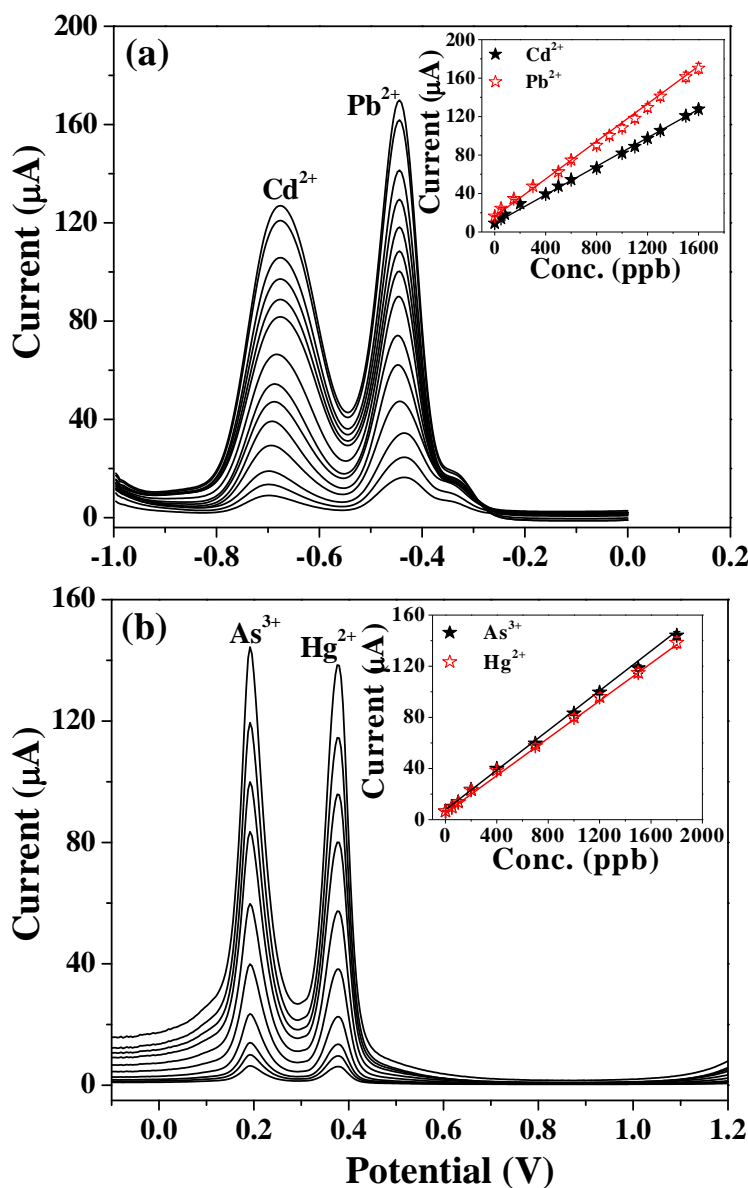 (a)
Cd²⁺
Pb²⁺
Current (μA)
200
160
120
80
40
0
-1.0 -0.8 -0.6 -0.4 -0.2 0.0 0.2
Cd²⁺
Pb²⁺
Current (μA)
200
160
120
80
40
0
0 400 800 1200 1600
Conc. (ppb)
(b)
As³⁺
Hg²⁺
Current (μA)
160
120
80
40
0
0.0 0.2 0.4 0.6 0.8 1.0 1.2
Potential (V)
As³⁺
Hg²⁺
Current (μA)
160
120
80
40
0
0 400 800 1200 1600 2000
Conc. (ppb)